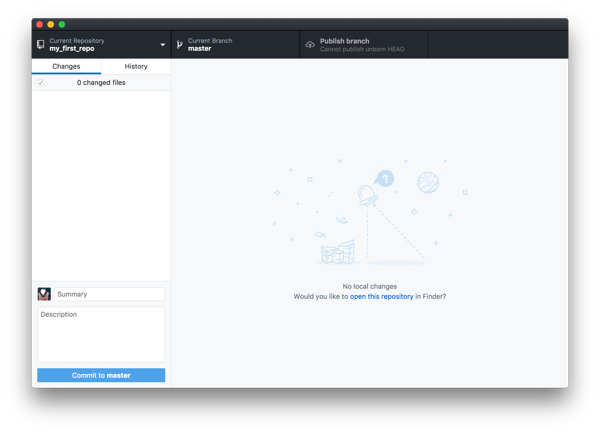 Current Repository
my_first_repo
Current Branch
master
Publish branch
Cannot publish unborn HEAD
Changes
History
0 changed files
?
No local changes
Would you like to open this repository in Finder?
Summary
Description
Commit to master